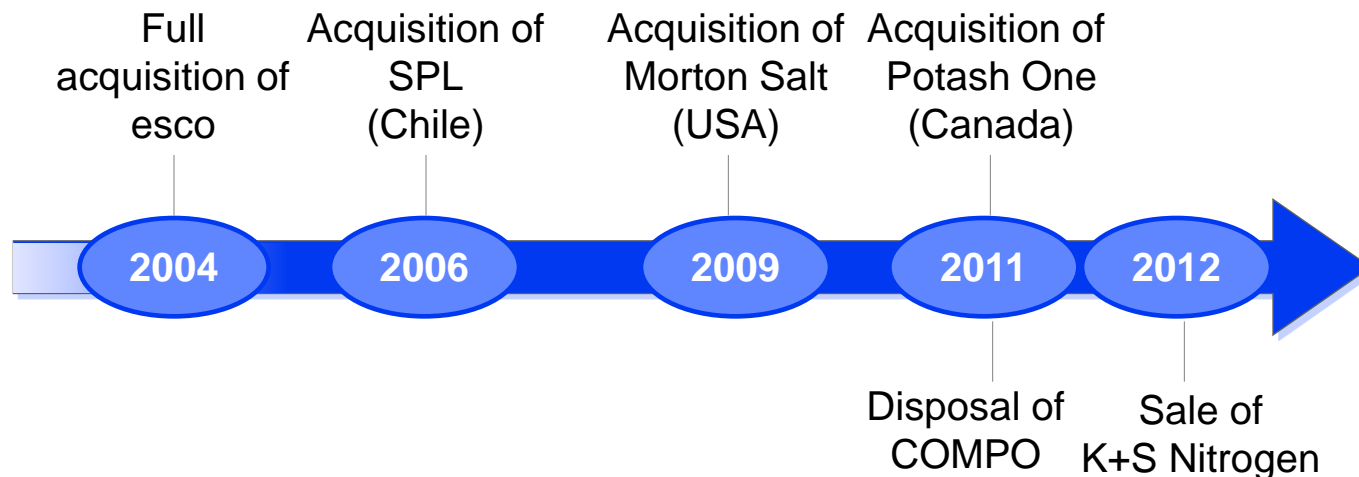 Full
acquisition of
esco
Acquisition of
SPL
(Chile)
Acquisition of
Morton Salt
(USA)
Acquisition of
Potash One
(Canada)
2004
2006
2009
2011
2012
Disposal of
COMPO
Sale of
K+S Nitrogen